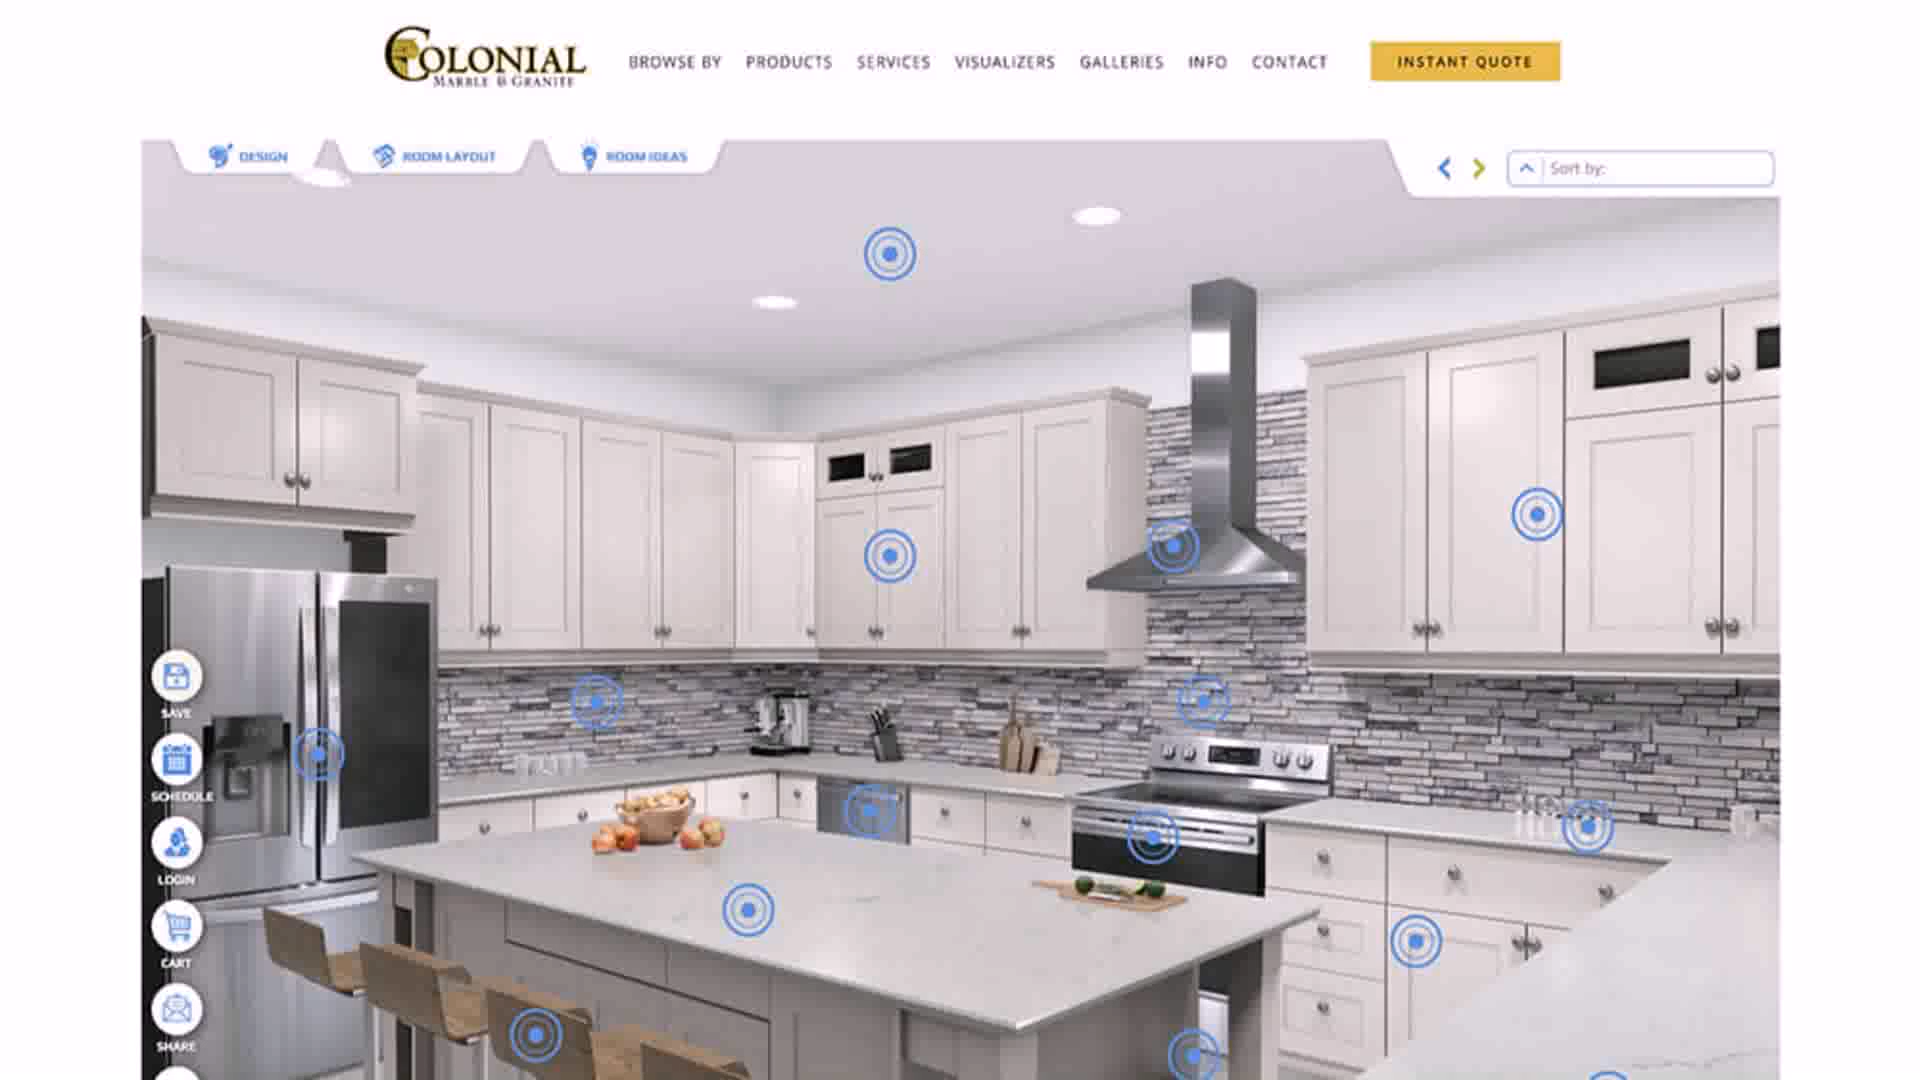 COLONIAL
MARBLE & GRANITE
BROWSE BY PRODUCTS SERVICES VISUALIZERS GALLERIES INFO CONTACT
INSTANT QUOTE
DESIGN ROOM LAYOUT ROOM IDEAS
Sort by:
SAVE
SCHEDULE
LOGIN
CART
SHARE